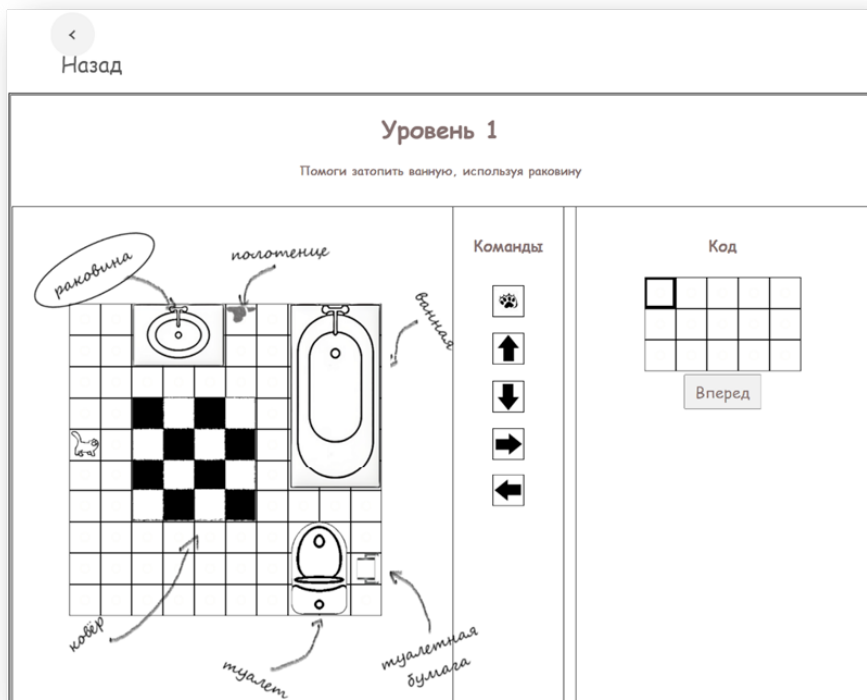 Назад
Уровень 1
Помоги затопить ванную, используя раковину
раковина
полотенце
ванная
ковёр
туалет
туалетная
бумага
Команды
Код
Вперед